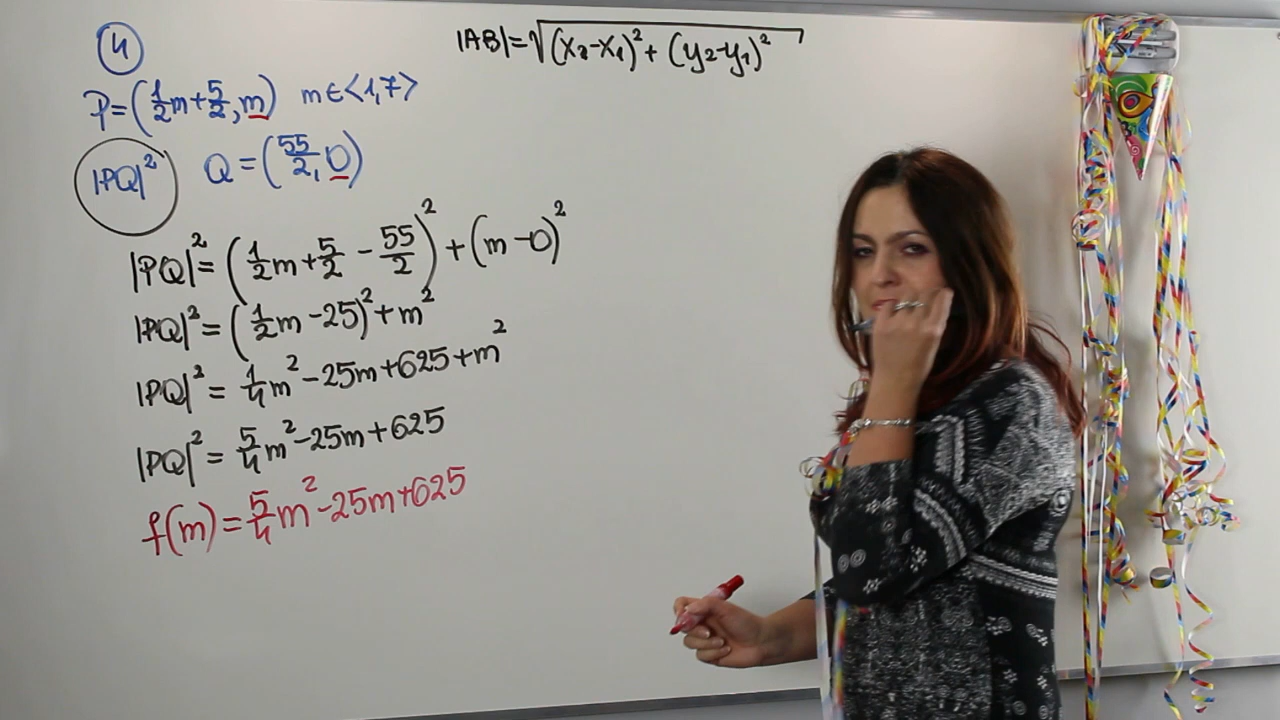 4
|AB|=√(x₂-x₁)²+(y₂-y₁)²
P=(1/2m+5/2,m) m∈<1,7>
|PQ|² Q=(55/2,0)
|PQ|²=(1/2m+5/2-55/2)²+(m-0)²
|PQ|²=(1/2m-25)²+m²
|PQ|²=1/4m²-25m+625+m²
|PQ|²=5/4m²-25m+625
f(m)=5/4m²-25m+625